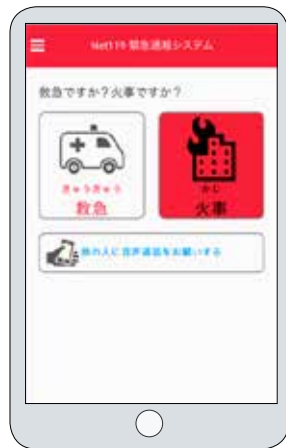 Net119 緊急通報システム
救急ですか？火事ですか？
きゅうきゅう
救急
かじ
火事
隣の人に音声通話をお願いする